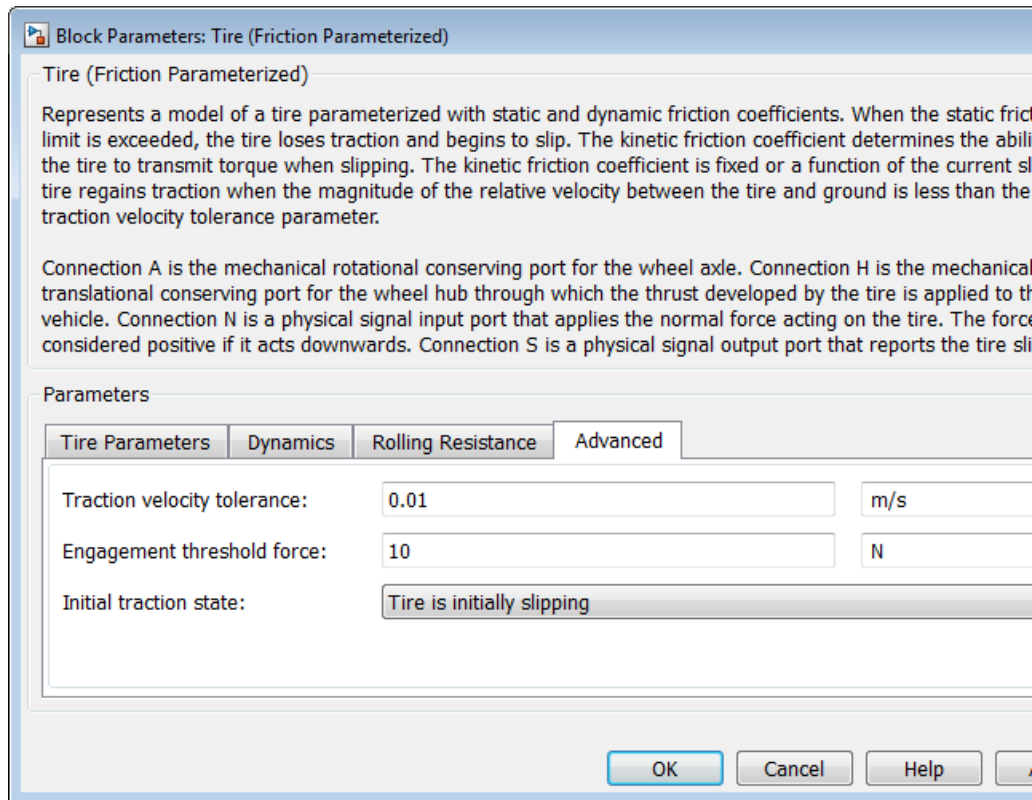 Block Parameters: Tire (Friction Parameterized)
Tire (Friction Parameterized)
Represents a model of a tire parameterized with static and dynamic friction coefficients. When the static
limit is exceeded, the tire loses traction and begins to slip. The kinetic friction coefficient determines the
the tire to transmit torque when slipping. The kinetic friction coefficient is fixed or a function of the current
tire regains traction when the magnitude of the relative velocity between the tire and ground is less than the
traction velocity tolerance parameter.
Connection A is the mechanical rotational conserving port for the wheel axle. Connection H is the mechanical
translational conserving port for the wheel hub through which the thrust developed by the tire is applied to
vehicle. Connection N is a physical signal input port that applies the normal force acting on the tire. The force
considered positive if it acts downwards. Connection S is a physical signal output port that reports the tire
Parameters
Tire Parameters Dynamics Rolling Resistance Advanced
Traction velocity tolerance: 0.01 m/s
Engagement threshold force: 10 N
Initial traction state: Tire is initially slipping
OK Cancel Help